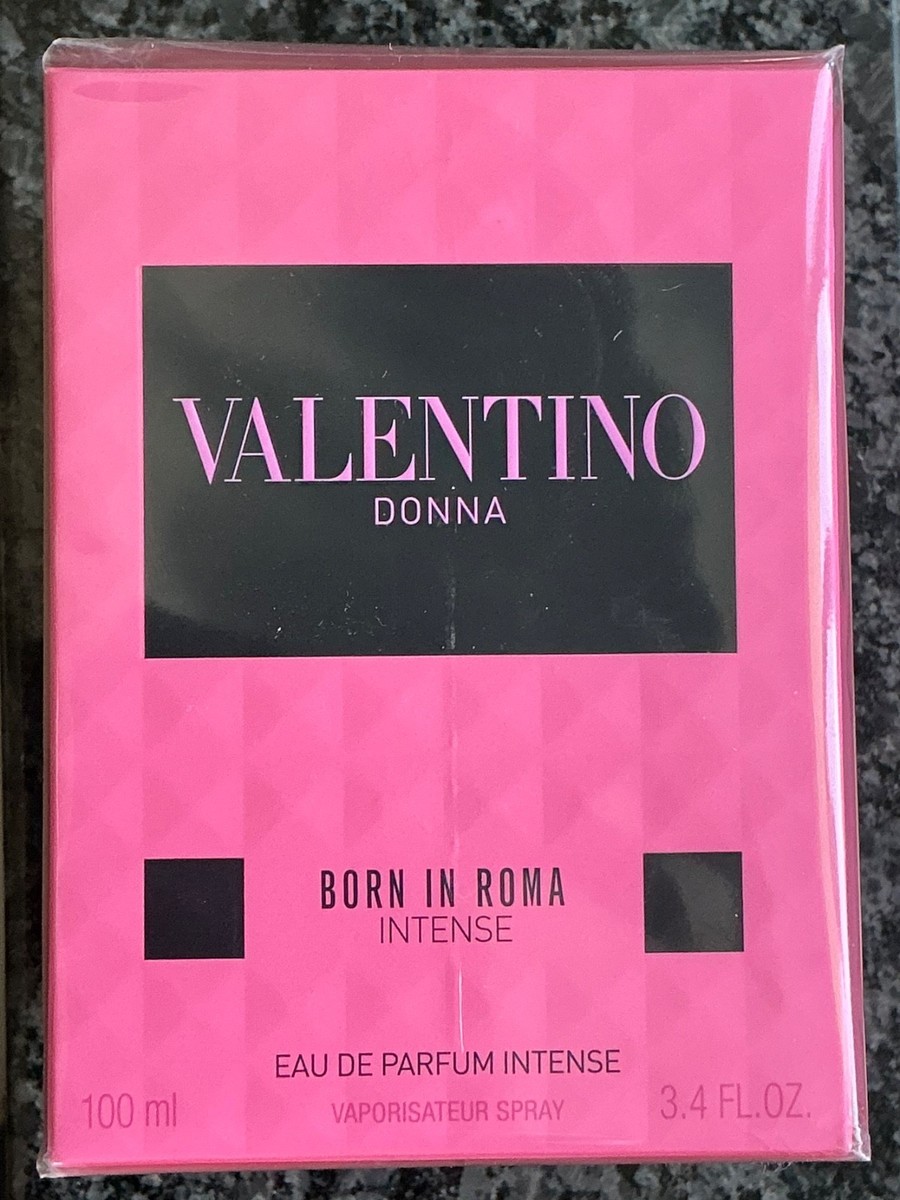 VALENTINO
DONNA
BORN IN ROMA
INTENSE
EAU DE PARFUM INTENSE
100 ml VAPORISATEUR SPRAY 3.4 FL.OZ.